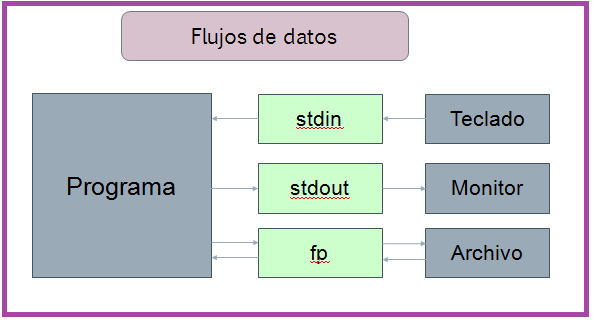 Flujos de datos
Programa
stdin
Teclado
stdout
Monitor
fp
Archivo